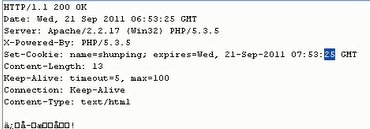 HTTP/1.1 200 OK
Date: Wed, 21 Sep 2011 06:53:25 GMT
Server: Apache/2.2.17 (Win32) PHP/5.3.5
X-Powered-By: PHP/5.3.5
Set-Cookie: name=shunping; expires=Wed, 21-Sep-2011 07:53:25 GMT
Content-Length: 13
Keep-Alive: timeout=5, max=100
Connection: Keep-Alive
Content-Type: text/html